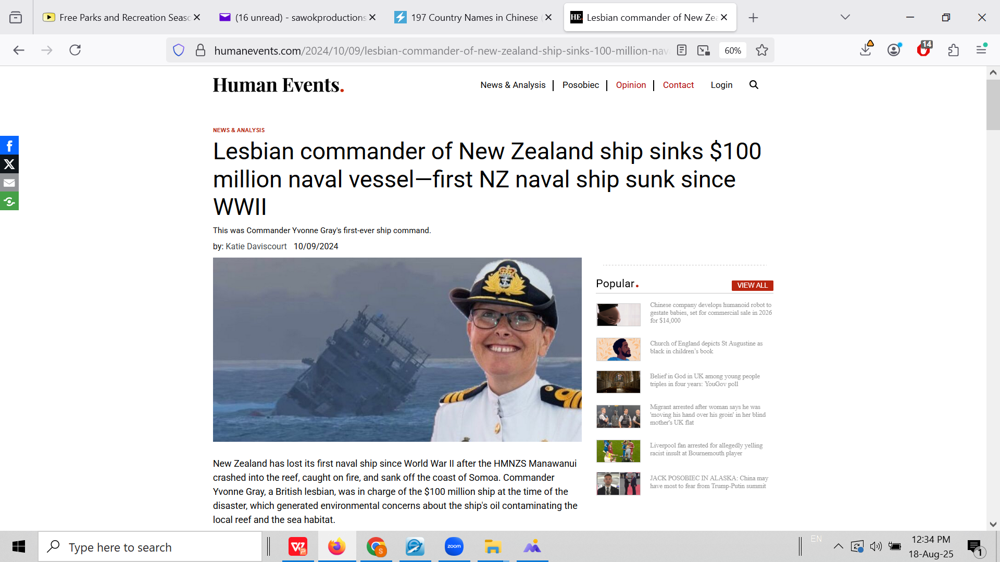 Free Parks and Recreation Seaso
(16 unread) - sawokproductions
197 Country Names in Chinese (
HE.
Lesbian commander of New Zea
humanevents.com/2024/10/09/lesbian-commander-of-new-zealand-ship-sinks-100-million-nav
60%
14
Human Events.
News & Analysis
Posobiec
Opinion
Contact
Login
NEWS & ANALYSIS
Lesbian commander of New Zealand ship sinks $100
million naval vessel—first NZ naval ship sunk since
WWII
This was Commander Yvonne Gray's first-ever ship command.
by: Katie Daviscourt 10/09/2024
Popular.
VIEW ALL
Chinese company develops humanoid robot to
gestate babies, set for commercial sale in 2026
for $14,000
Church of England depicts St Augustine as
black in children's book
Belief in God in UK among young people
triples in four years: YouGov poll
Migrant arrested after woman says he was
'moving his hand over his groin' in her blind
mother's UK flat
Liverpool fan arrested for allegedly yelling
racist insult at Bournemouth player
JACK POSOBIEC IN ALASKA: China may
have most to fear from Trump-Putin summit
New Zealand has lost its first naval ship since World War II after the HMNZS Manawanui
crashed into the reef, caught on fire, and sank off the coast of Somoa. Commander
Yvonne Gray, a British lesbian, was in charge of the $100 million ship at the time of the
disaster, which generated environmental concerns about the ship's oil contaminating the
local reef and the sea habitat.
Type here to search
S
zoom
EN
12:34 PM
18-Aug-25
1